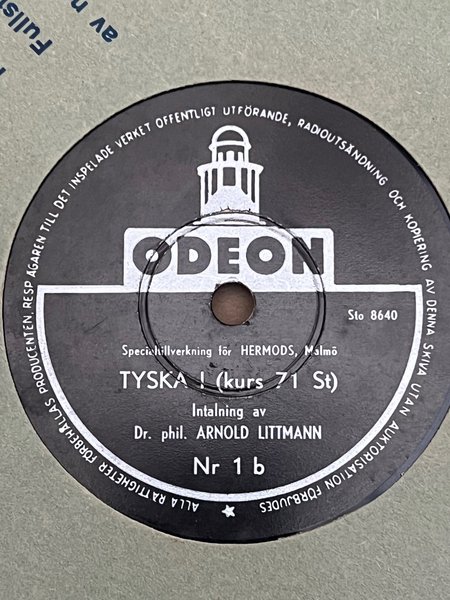 Fullst
av n
ALLA RÄTTIGHETER FÖRBEHÅLLAS PRODUCENTEN, RESP ÄGAREN TILL DET INSPELADE VERKET OFFENTLIGT UTFÖRANDE, RADIOUTSÄNDNING OCH KOPIERING AV DENNA SKIVA UTAN AUKTORISATION FÖRBJUDES
ODEON
Sto 8640
Specialtillverkning för HERMODS, Malmö
TYSKA I (kurs 71 St)
Intalning av
Dr. phil. ARNOLD LITTMANN
Nr 1 b